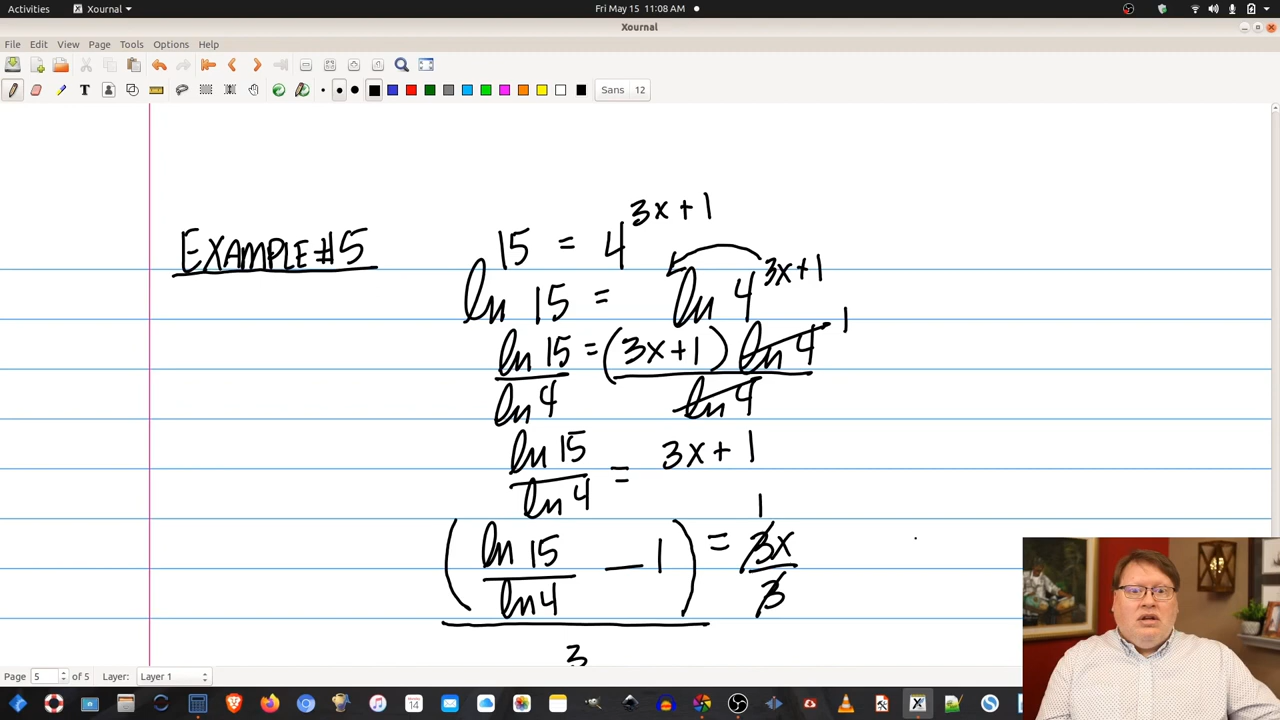 Activities
Xournal
Fri May 15 11:08 AM
Xournal
File Edit View Page Tools Options Help
Sans 12
EXAMPLE #5
15 = 4^(3x+1)
ln 15 = ln 4^(3x+1)
ln 15 = (3x+1) ln 4 1
ln 4 ln 4
ln 15 = 3x + 1
ln 4
1
( ln 15 - 1 ) = 3x
ln 4 3
3
Page 5 of 5 Layer: Layer 1